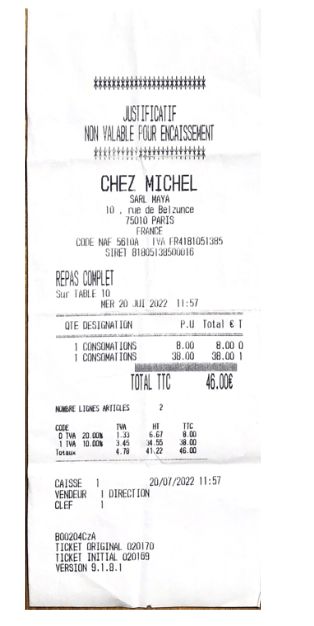 JUSTIFICATIF
NON VALABLE POUR ENCAISSEMENT
CHEZ MICHEL
SARL MAYA
10 , rue de Belzunce
75010 PARIS
FRANCE
CODE NAF 5610A TVA FR4181051385
SIRET 81805138500016
REPAS COMPLET
Sur TABLE 10
MER 20 JUI 2022 11:57
QTE DESIGNATION P.U Total € T
1 CONSOMATIONS 8.00 8.00 0
1 CONSOMATIONS 38.00 38.00 1
TOTAL TTC 46.00€
NOMBRE LIGNES ARTICLES 2
CODE TVA HT TTC
0 TVA 20.00% 1.33 6.67 8.00
1 TVA 10.00% 3.45 34.55 38.00
Totaux 4.78 41.22 46.00
CAISSE 1 20/07/2022 11:57
VENDEUR 1 DIRECTION
CLEF 1
B00204CzA
TICKET ORIGINAL 020170
TICKET INITIAL 020169
VERSION 9.1.8.1